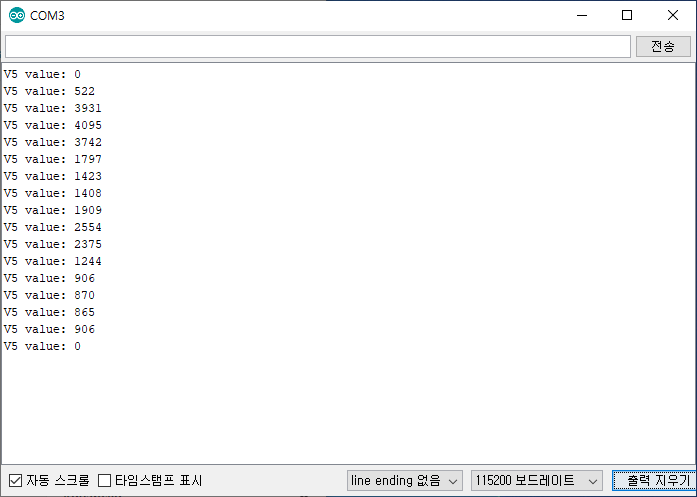 COM3
전송
V5 value: 0
V5 value: 522
V5 value: 3931
V5 value: 4095
V5 value: 3742
V5 value: 1797
V5 value: 1423
V5 value: 1408
V5 value: 1909
V5 value: 2554
V5 value: 2375
V5 value: 1244
V5 value: 906
V5 value: 870
V5 value: 865
V5 value: 906
V5 value: 0
자동 스크롤 타임스탬프 표시 line ending 없음 115200 보드레이트 출력 지우기